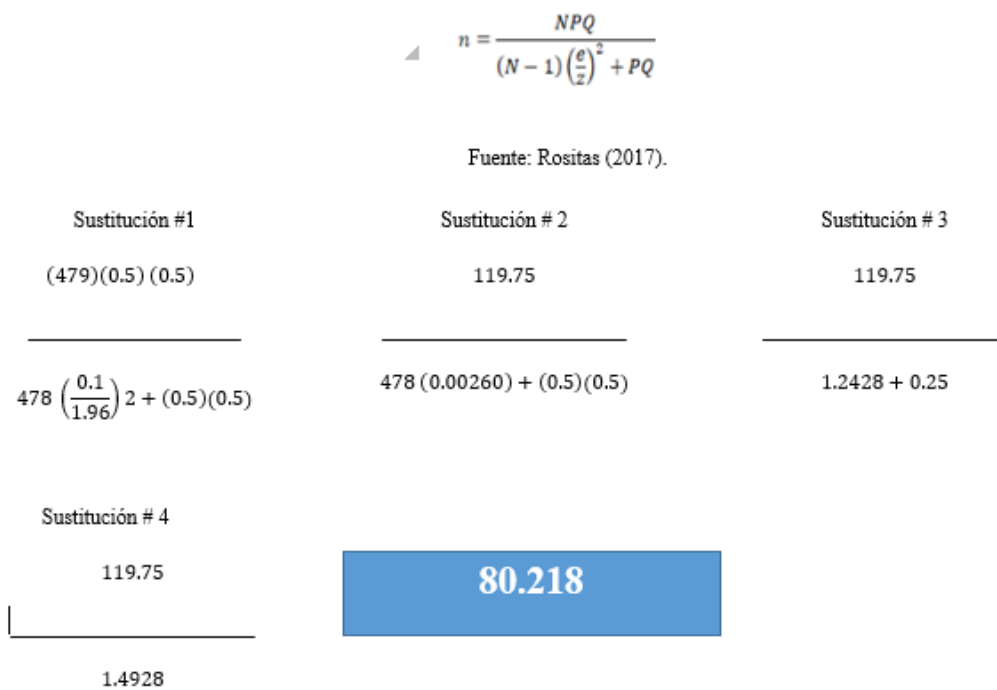 n = NPQ / ((N − 1)(e/z)² + PQ)
Fuente: Rositas (2017).
Sustitución #1
(479)(0.5) (0.5)
478 (0.1/1.96) 2 + (0.5)(0.5)
Sustitución # 2
119.75
478 (0.00260) + (0.5)(0.5)
Sustitución # 3
119.75
1.2428 + 0.25
Sustitución # 4
119.75
1.4928
80.218